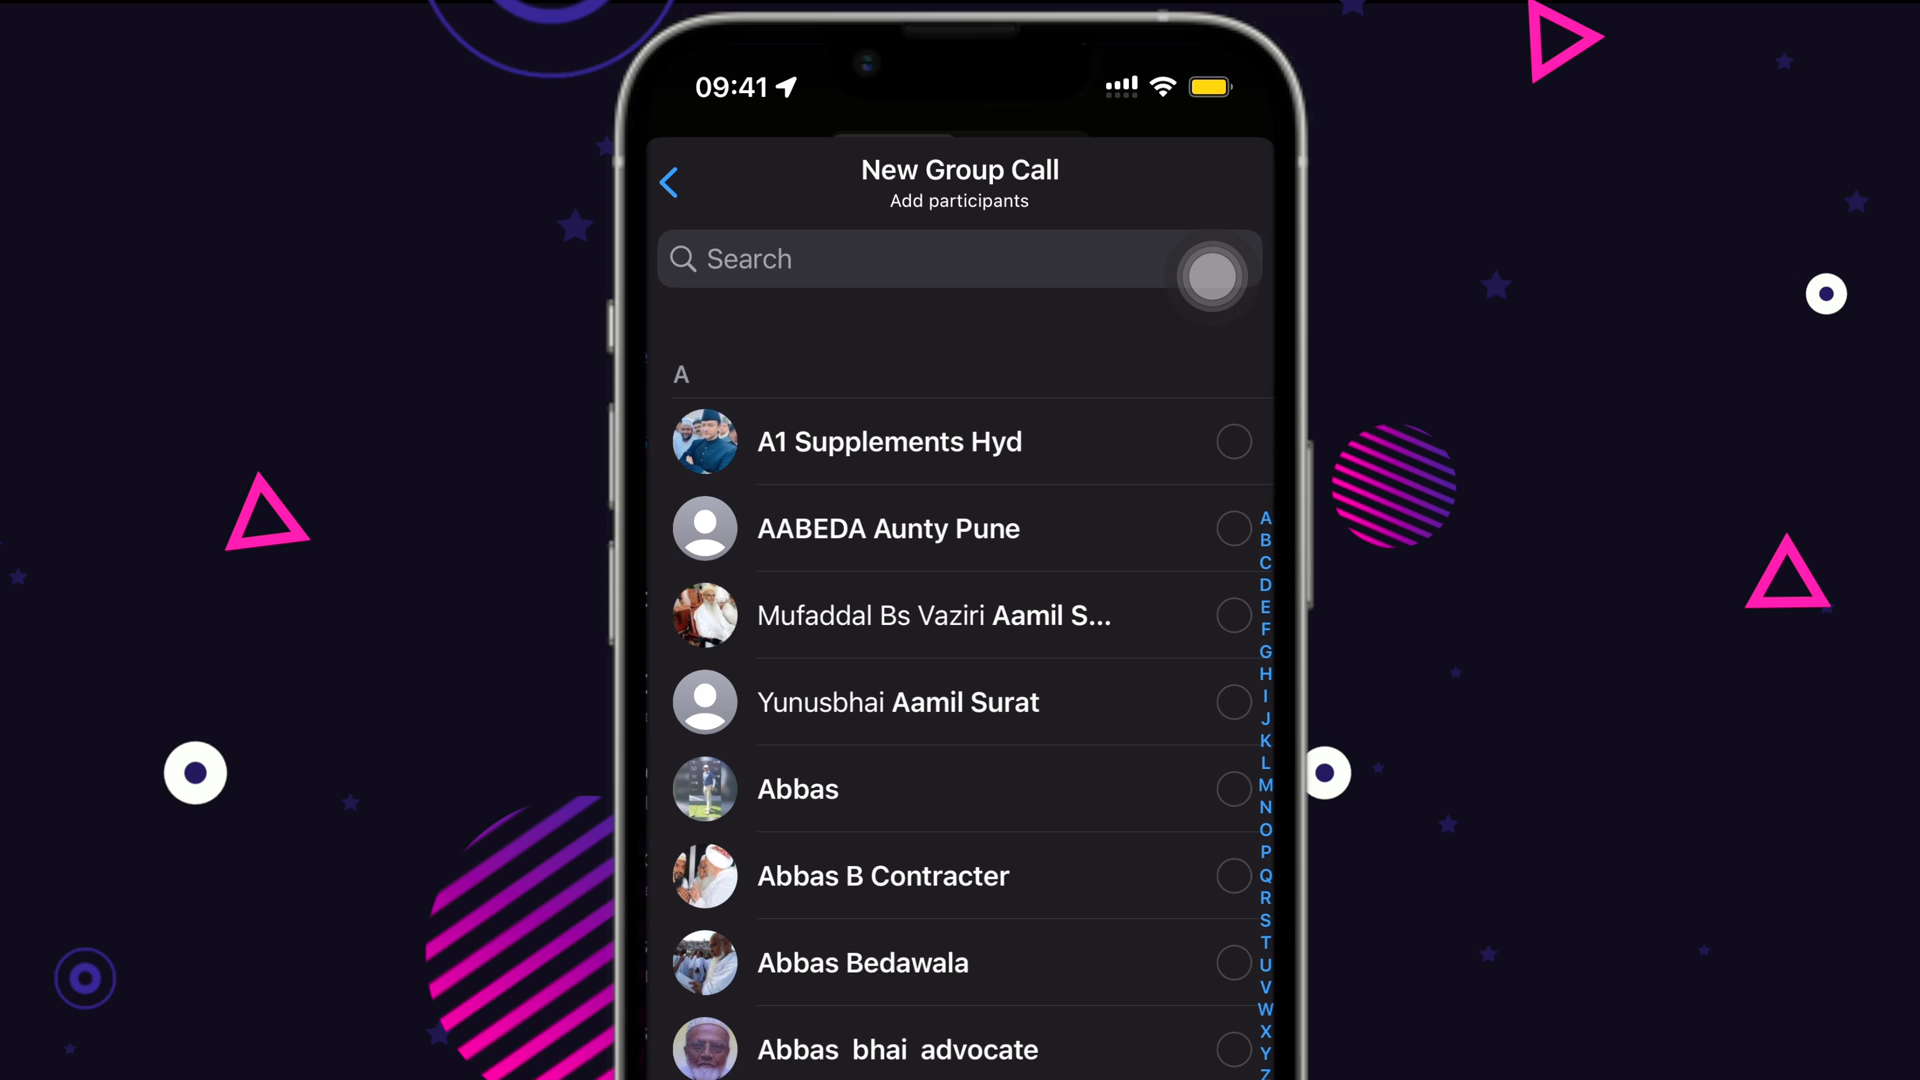 09:41
New Group Call
Add participants
Search
A
A1 Supplements Hyd
AABEDA Aunty Pune
Mufaddal Bs Vaziri Aamil S...
Yunusbhai Aamil Surat
Abbas
Abbas B Contracter
Abbas Bedawala
Abbas bhai advocate
A
B
C
D
E
F
G
H
I
J
K
L
M
N
O
P
Q
R
S
T
U
V
W
X
Y
Z